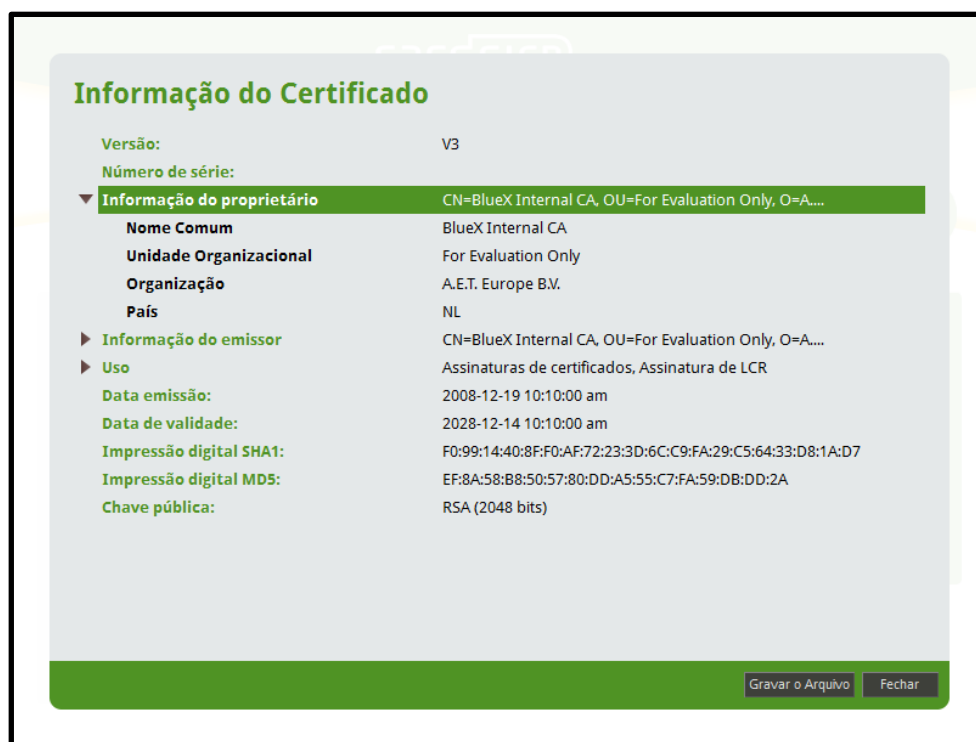 Informação do Certificado
Versão: V3
Número de série:
Informação do proprietário CN=BlueX Internal CA, OU=For Evaluation Only, O=A....
Nome Comum BlueX Internal CA
Unidade Organizacional For Evaluation Only
Organização A.E.T. Europe B.V.
País NL
Informação do emissor CN=BlueX Internal CA, OU=For Evaluation Only, O=A....
Uso Assinaturas de certificados, Assinatura de LCR
Data emissão: 2008-12-19 10:10:00 am
Data de validade: 2028-12-14 10:10:00 am
Impressão digital SHA1: F0:99:14:40:8F:F0:AF:72:23:3D:6C:C9:FA:29:C5:64:33:D8:1A:D7
Impressão digital MD5: EF:8A:58:B8:50:57:80:DD:A5:55:C7:FA:59:DB:DD:2A
Chave pública: RSA (2048 bits)
Gravar o Arquivo Fechar